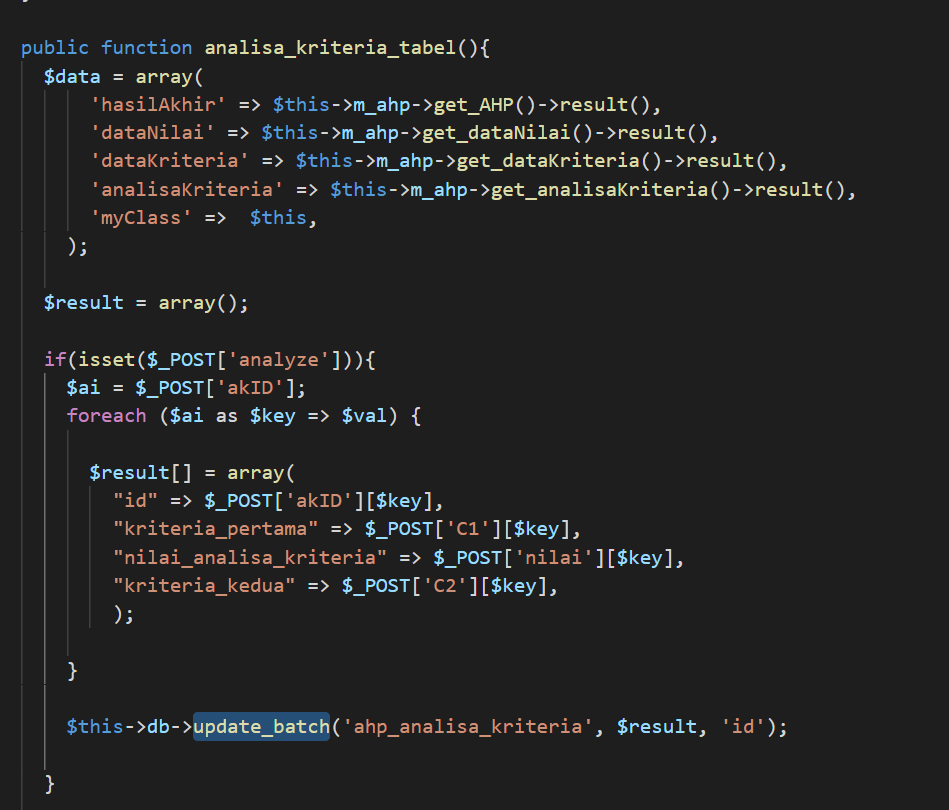 public function analisa_kriteria_tabel(){
$data = array(
'hasilAkhir' => $this->m_ahp->get_AHP()->result(),
'dataNilai' => $this->m_ahp->get_dataNilai()->result(),
'dataKriteria' => $this->m_ahp->get_dataKriteria()->result(),
'analisaKriteria' => $this->m_ahp->get_analisaKriteria()->result(),
'myClass' =>  $this,
);
$result = array();
if(isset($_POST['analyze'])){
$ai = $_POST['akID'];
foreach ($ai as $key => $val) {
$result[] = array(
"id" => $_POST['akID'][$key],
"kriteria_pertama" => $_POST['C1'][$key],
"nilai_analisa_kriteria" => $_POST['nilai'][$key],
"kriteria_kedua" => $_POST['C2'][$key],
);
}
$this->db->update_batch('ahp_analisa_kriteria', $result, 'id');
}